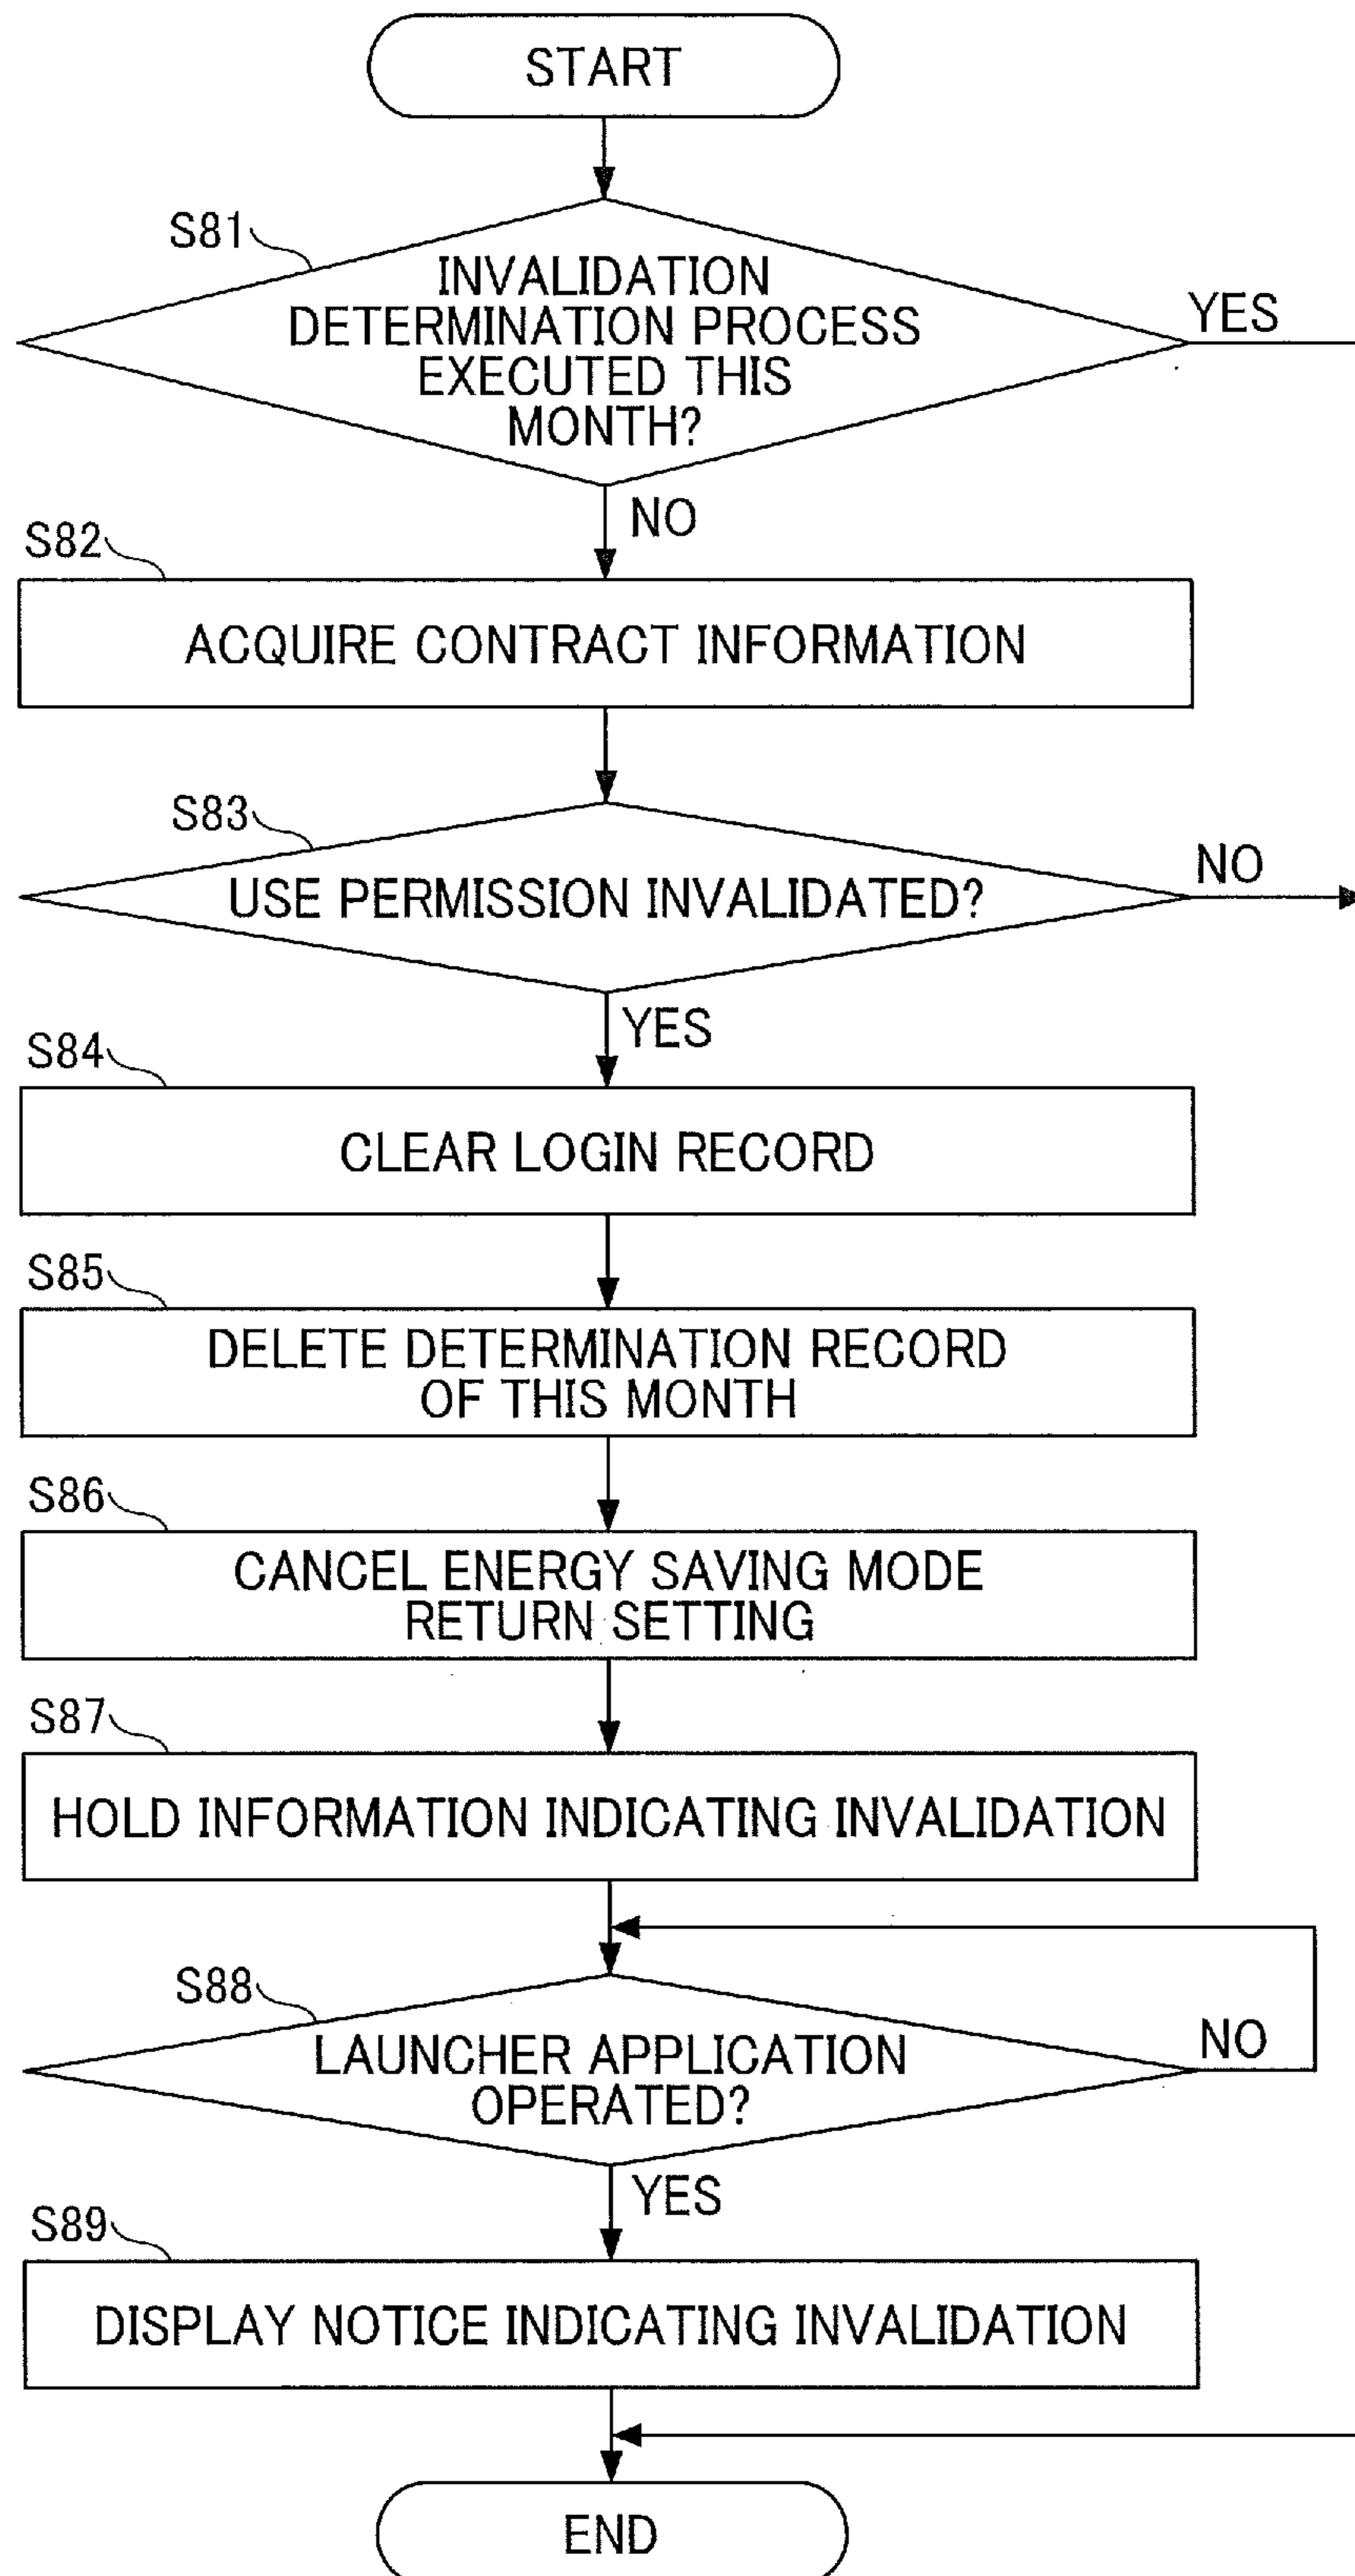 START
S81
INVALIDATION
DETERMINATION PROCESS
EXECUTED THIS
MONTH?
YES
NO
S82
ACQUIRE CONTRACT INFORMATION
S83
USE PERMISSION INVALIDATED?
NO
YES
S84
CLEAR LOGIN RECORD
S85
DELETE DETERMINATION RECORD
OF THIS MONTH
S86
CANCEL ENERGY SAVING MODE
RETURN SETTING
S87
HOLD INFORMATION INDICATING INVALIDATION
S88
LAUNCHER APPLICATION
OPERATED?
NO
YES
S89
DISPLAY NOTICE INDICATING INVALIDATION
END